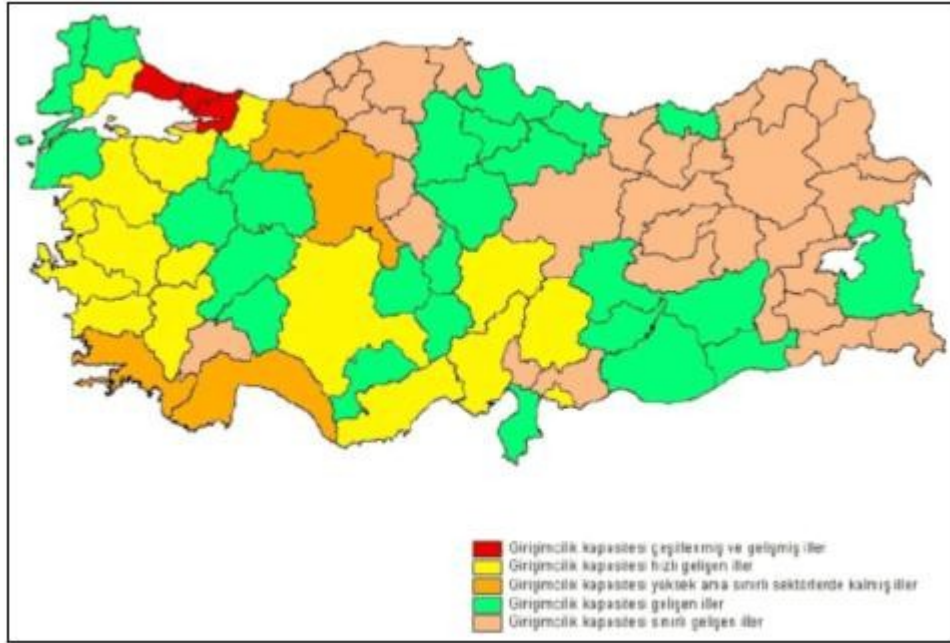 Girişimcilik kapasitesi çeşitlenmiş ve gelişmiş iller
Girişimcilik kapasitesi hızlı gelişen iller
Girişimcilik kapasitesi yüksek ama sınırlı sektörlerde kalmış iller
Girişimcilik kapasitesi gelişen iller
Girişimcilik kapasitesi sınırlı gelişen iller